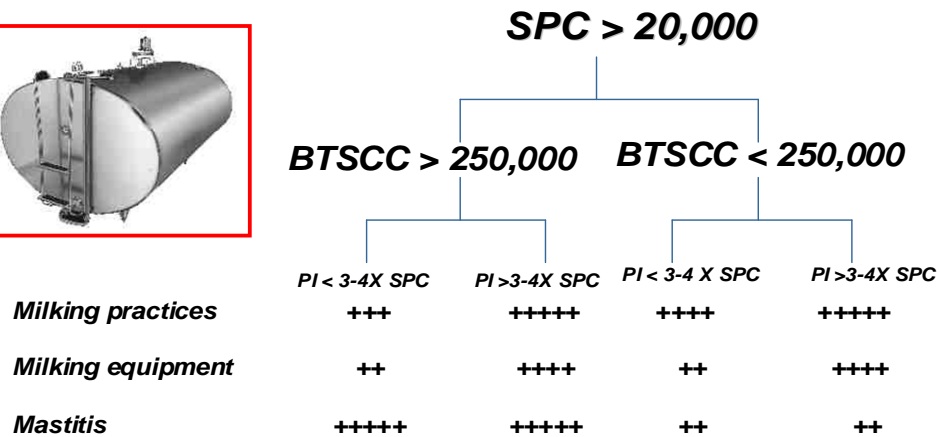 SPC > 20,000
BTSCC > 250,000 BTSCC < 250,000
PI < 3-4X SPC PI >3-4X SPC PI < 3-4 X SPC PI >3-4X SPC
Milking practices +++ +++++ ++++ +++++
Milking equipment ++ ++++ ++ ++++
Mastitis +++++ +++++ ++ ++